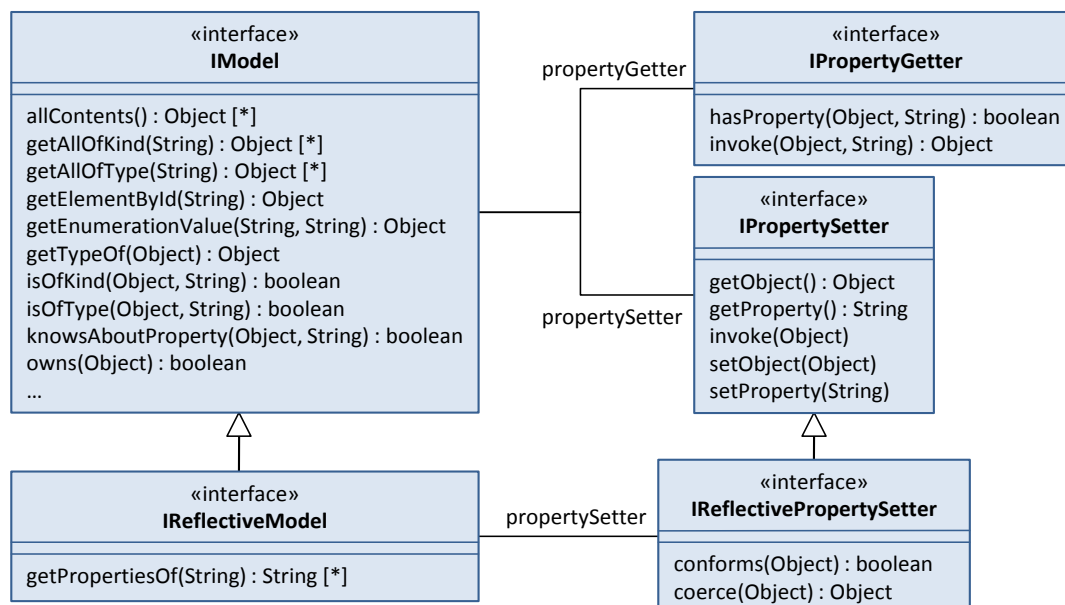 «interface»
IModel
allContents() : Object [*]
getAllOfKind(String) : Object [*]
getAllOfType(String) : Object [*]
getElementById(String) : Object
getEnumerationValue(String, String) : Object
getTypeOf(Object) : Object
isOfKind(Object, String) : boolean
isOfType(Object, String) : boolean
knowsAboutProperty(Object, String) : boolean
owns(Object) : boolean
...
propertyGetter
«interface»
IPropertyGetter
hasProperty(Object, String) : boolean
invoke(Object, String) : Object
propertySetter
«interface»
IPropertySetter
getObject() : Object
getProperty() : String
invoke(Object)
setObject(Object)
setProperty(String)
«interface»
IReflectiveModel
getPropertiesOf(String) : String [*]
propertySetter
«interface»
IReflectivePropertySetter
conforms(Object) : boolean
coerce(Object) : Object